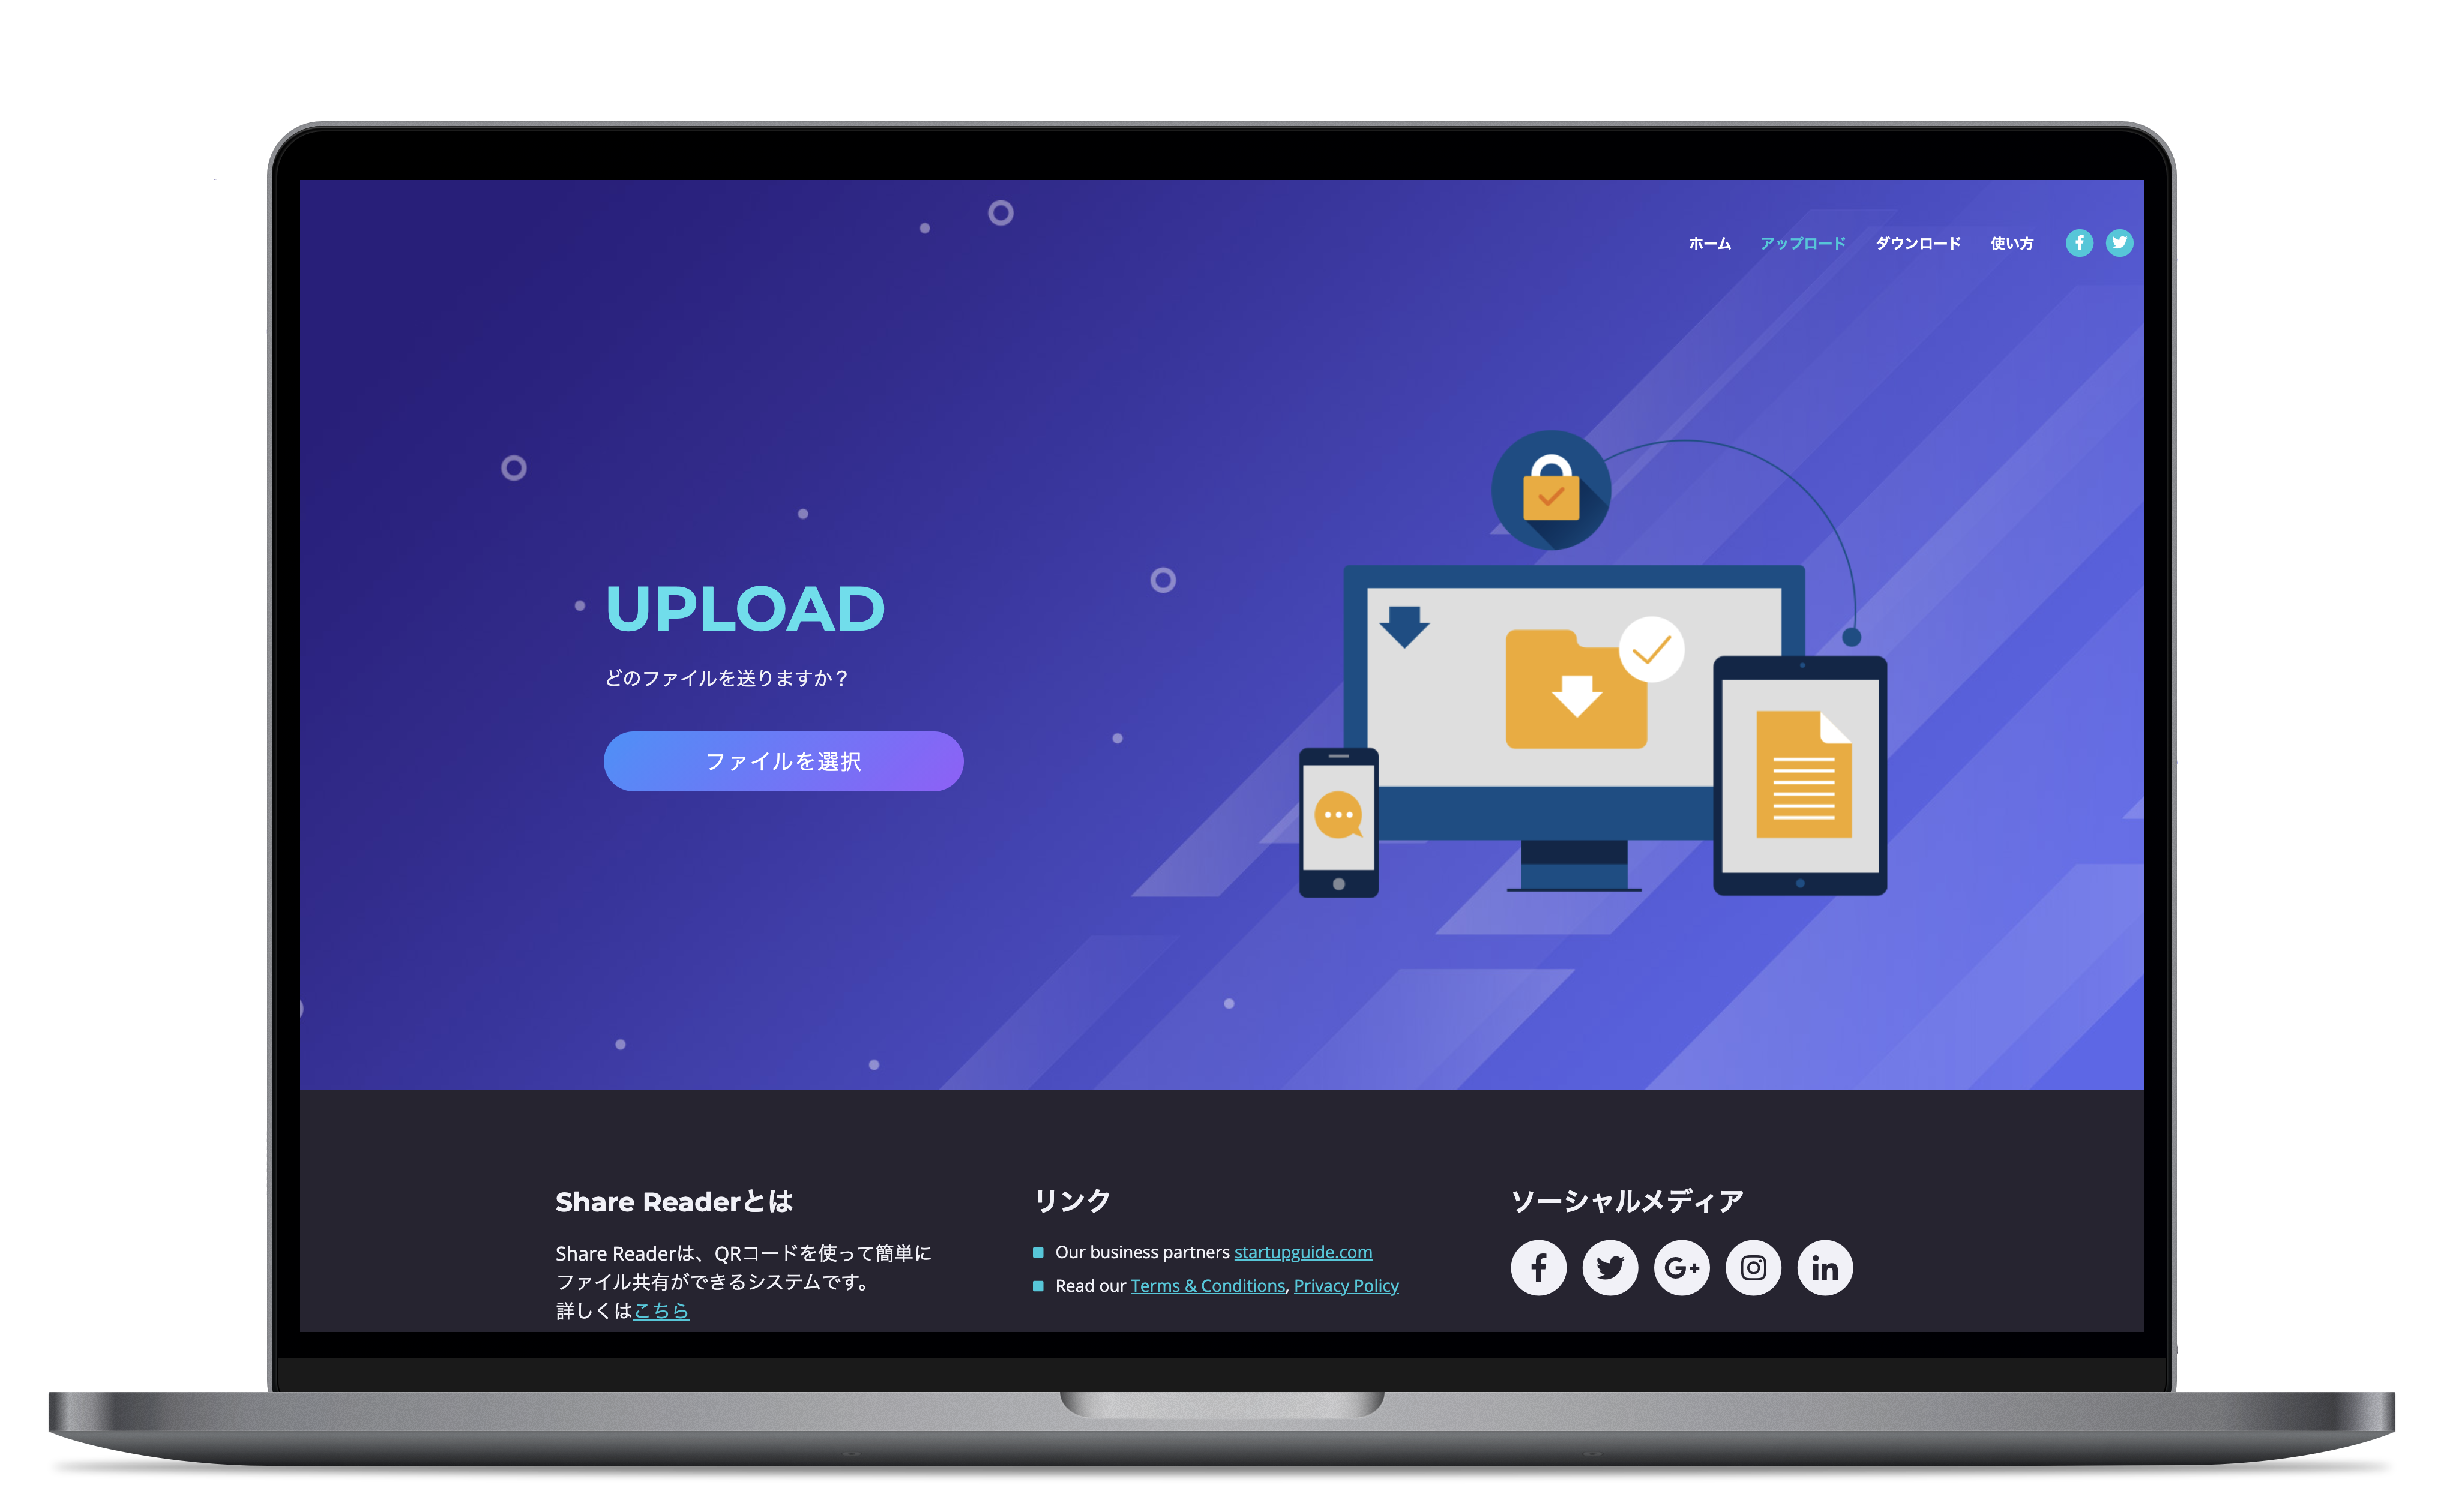 ホーム アップロード ダウンロード 使い方
UPLOAD
どのファイルを送りますか？
ファイルを選択
Share Readerとは
Share Readerは、QRコードを使って簡単に
ファイル共有ができるシステムです。
詳しくはこちら
リンク
Our business partners startupguide.com
Read our Terms & Conditions, Privacy Policy
ソーシャルメディア